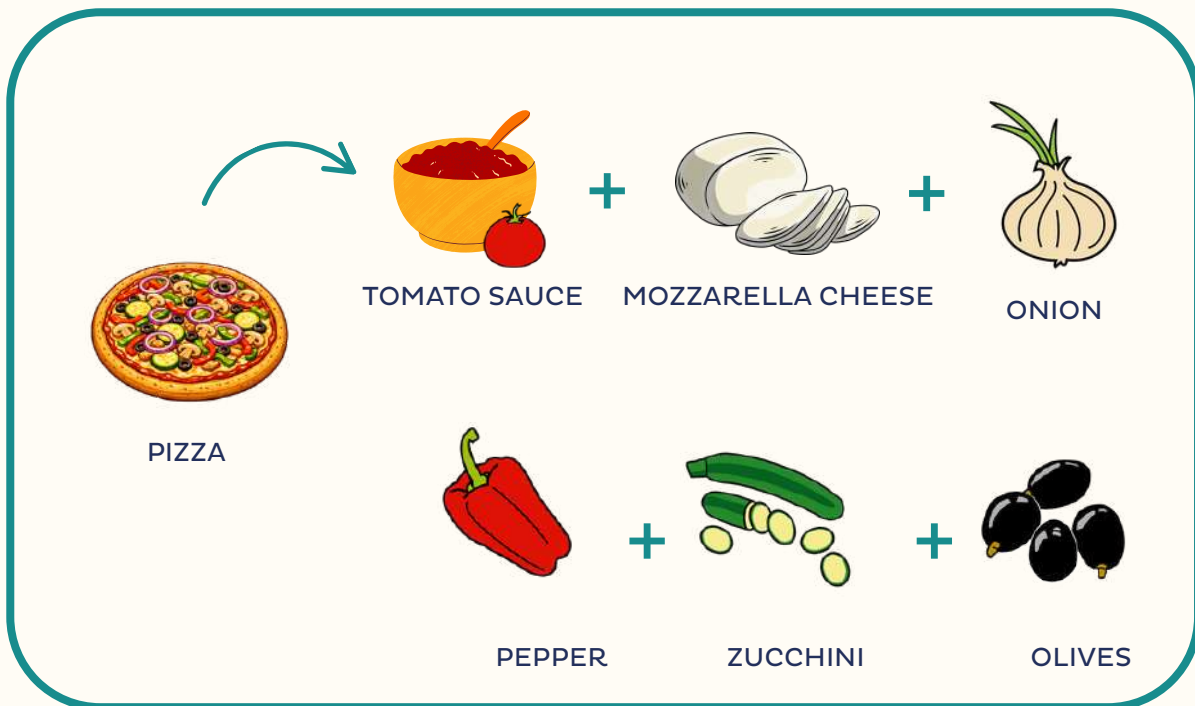 TOMATO SAUCE
MOZZARELLA CHEESE
ONION
PIZZA
PEPPER
ZUCCHINI
OLIVES